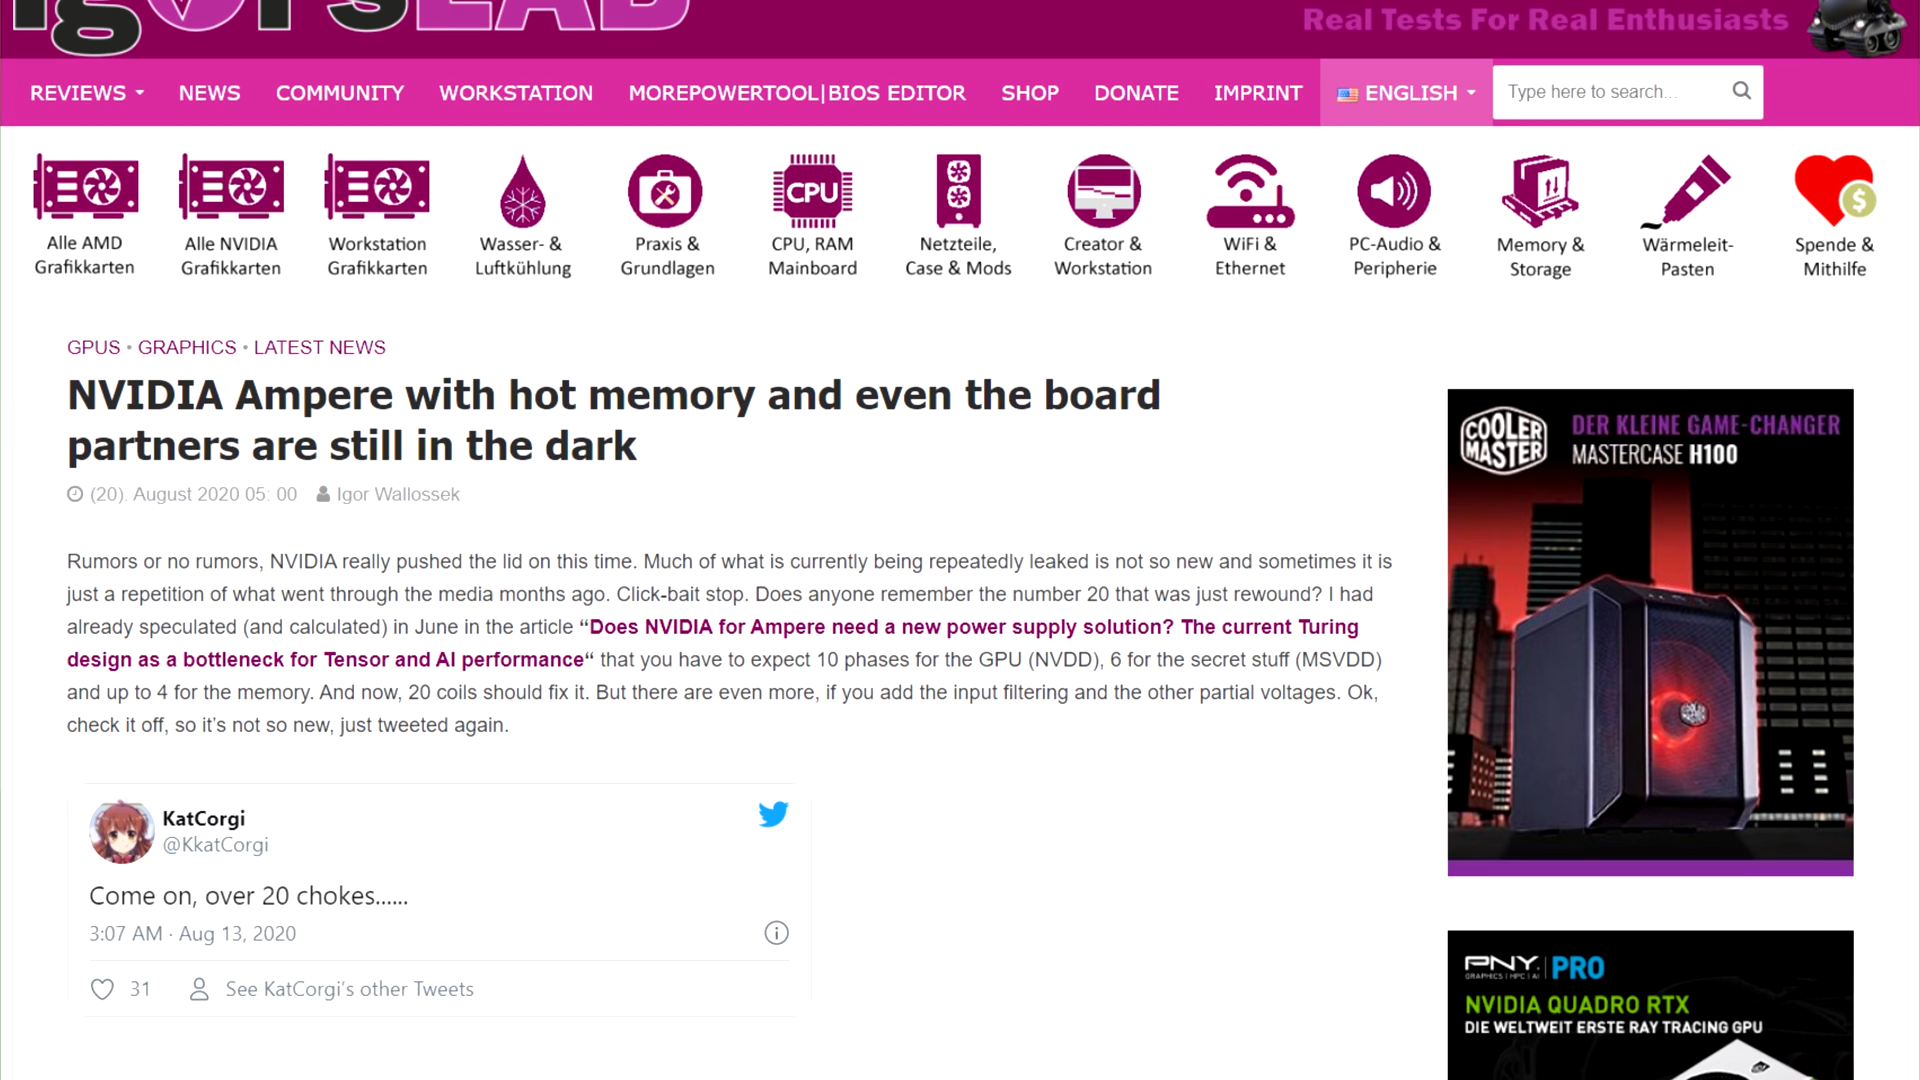 Igor'sLAB
Real Tests For Real Enthusiasts
REVIEWS NEWS COMMUNITY WORKSTATION MOREPOWERTOOL|BIOS EDITOR SHOP DONATE IMPRINT ENGLISH Type here to search...
CPU
Alle AMD
Grafikkarten
Alle NVIDIA
Grafikkarten
Workstation
Grafikkarten
Wasser- &
Luftkühlung
Praxis &
Grundlagen
CPU, RAM
Mainboard
Netzteile,
Case & Mods
Creator &
Workstation
WiFi &
Ethernet
PC-Audio &
Peripherie
Memory &
Storage
Wärmeleit-
Pasten
$
Spende &
Mithilfe
GPUS • GRAPHICS • LATEST NEWS
NVIDIA Ampere with hot memory and even the board
partners are still in the dark
(20). August 2020 05: 00 Igor Wallossek
Rumors or no rumors, NVIDIA really pushed the lid on this time. Much of what is currently being repeatedly leaked is not so new and sometimes it is
just a repetition of what went through the media months ago. Click-bait stop. Does anyone remember the number 20 that was just rewound? I had
already speculated (and calculated) in June in the article “Does NVIDIA for Ampere need a new power supply solution? The current Turing
design as a bottleneck for Tensor and AI performance“ that you have to expect 10 phases for the GPU (NVDD), 6 for the secret stuff (MSVDD)
and up to 4 for the memory. And now, 20 coils should fix it. But there are even more, if you add the input filtering and the other partial voltages. Ok,
check it off, so it’s not so new, just tweeted again.
KatCorgi
@KkatCorgi
Come on, over 20 chokes......
3:07 AM · Aug 13, 2020
31 See KatCorgi’s other Tweets
COOLER
MASTER
DER KLEINE GAME-CHANGER
MASTERCASE H100
PNY PRO
GRAPHICS | HPC | AI
NVIDIA QUADRO RTX
DIE WELTWEIT ERSTE RAY TRACING GPU